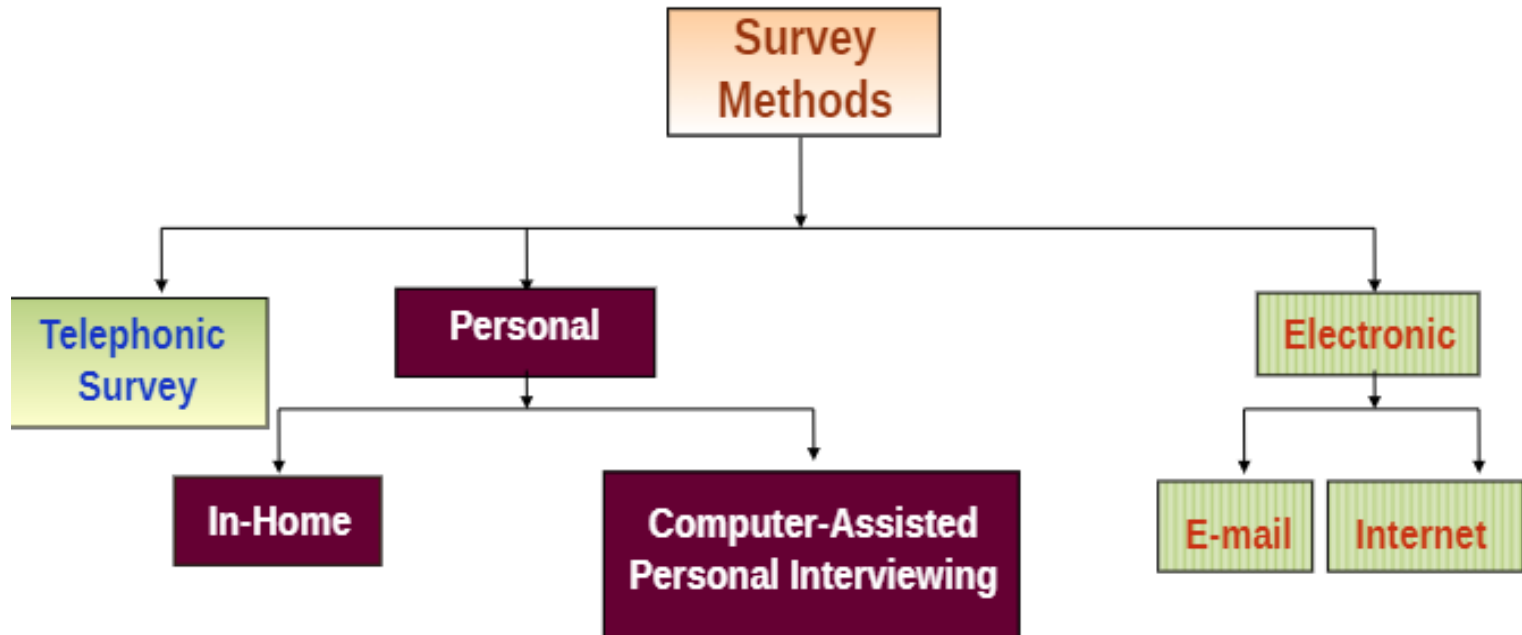 Survey
Methods
Telephonic
Survey
Personal
Electronic
In-Home
Computer-Assisted
Personal Interviewing
E-mail
Internet